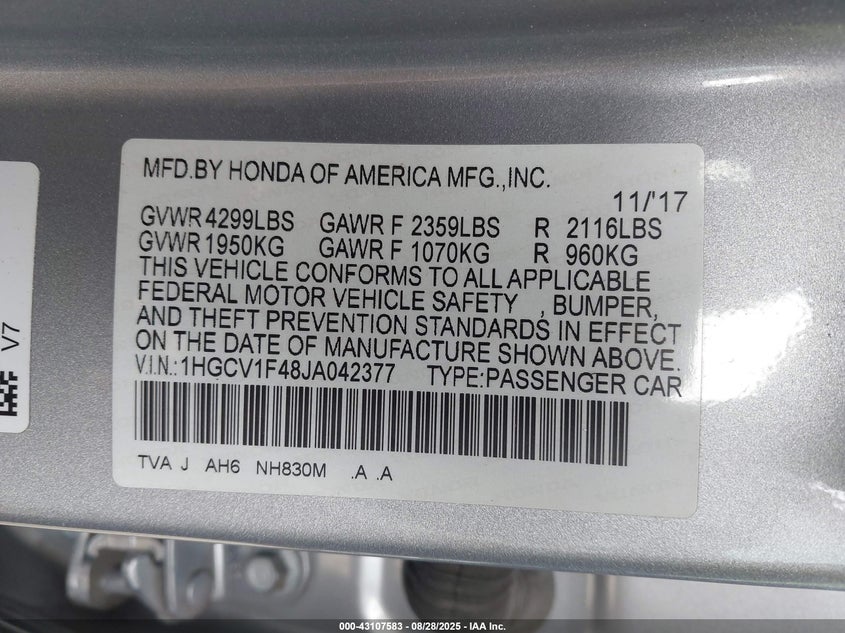 MFD.BY HONDA OF AMERICA MFG.,INC.
11/'17
GVWR 4299LBS GAWR F 2359LBS R 2116LBS
GVWR 1950KG GAWR F 1070KG R 960KG
THIS VEHICLE CONFORMS TO ALL APPLICABLE
FEDERAL MOTOR VEHICLE SAFETY , BUMPER,
AND THEFT PREVENTION STANDARDS IN EFFECT
ON THE DATE OF MANUFACTURE SHOWN ABOVE.
V.I.N.:1HGCV1F48JA042377 TYPE:PASSENGER CAR
TVA J AH6 NH830M .A .A
V7
000-43107583 - 08/28/2025 - IAA Inc.